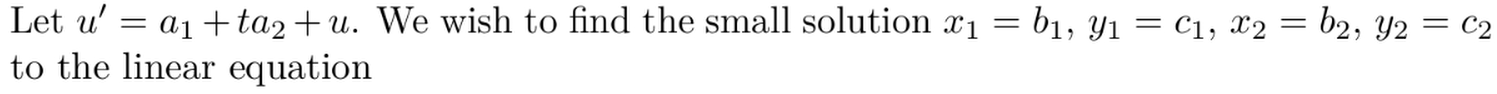 Let u′ = a₁ + ta₂ + u. We wish to find the small solution x₁ = b₁, y₁ = c₁, x₂ = b₂, y₂ = c₂
to the linear equation